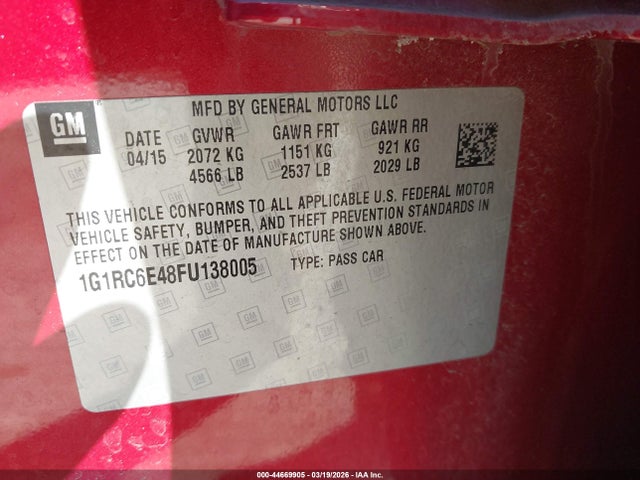 MFD BY GENERAL MOTORS LLC
GM
DATE GVWR GAWR FRT GAWR RR
04/15 2072 KG 1151 KG 921 KG
4566 LB 2537 LB 2029 LB
THIS VEHICLE CONFORMS TO ALL APPLICABLE U.S. FEDERAL MOTOR
VEHICLE SAFETY, BUMPER, AND THEFT PREVENTION STANDARDS IN
EFFECT ON THE DATE OF MANUFACTURE SHOWN ABOVE.
1G1RC6E48FU138005 TYPE: PASS CAR
000-44669905 - 03/19/2026 - IAA Inc.